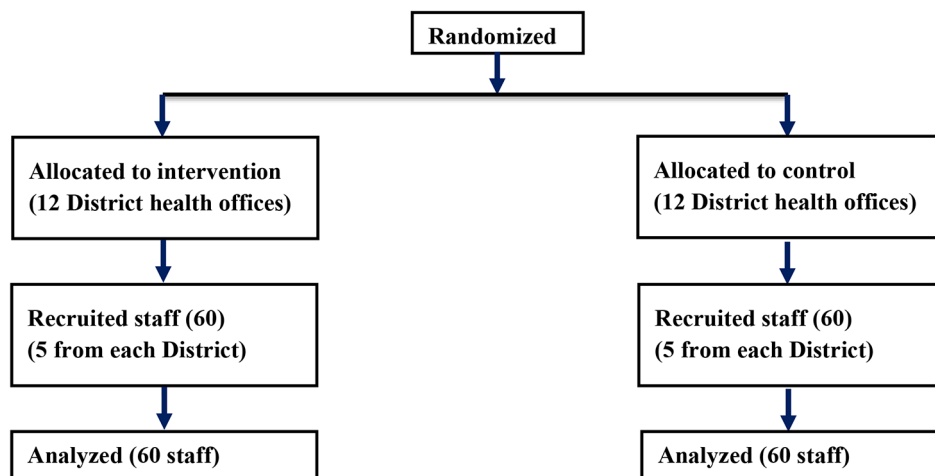 Randomized
Allocated to intervention
(12 District health offices)
Allocated to control
(12 District health offices)
Recruited staff (60)
(5 from each District)
Recruited staff (60)
(5 from each District)
Analyzed (60 staff)
Analyzed (60 staff)